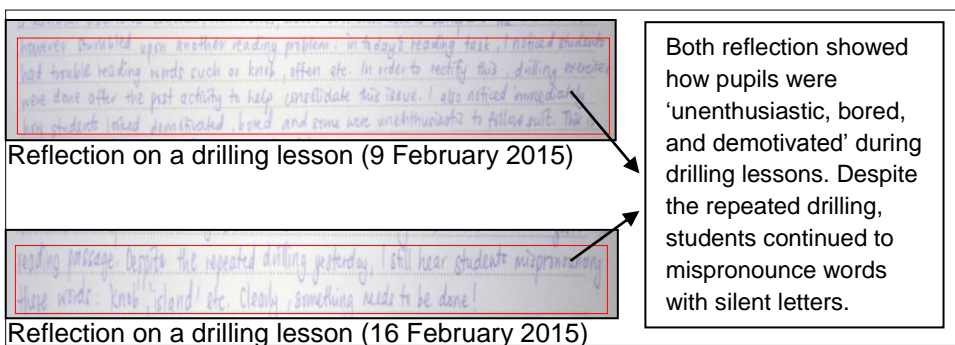 however stumbled upon another reading problem. In today's reading task, I noticed students
had trouble reading words such as knob, often etc. In order to rectify this, drilling exercises
were done after the post activity to help consolidate this issue. I also noticed immediately
how students looked demotivated, bored and some were unenthusiastic to follow suit. This
Reflection on a drilling lesson (9 February 2015)
reading passage. Despite the repeated drilling yesterday, I still hear students mispronouncing
these words: 'knob', 'island' etc. Clearly, something needs to be done!
Reflection on a drilling lesson (16 February 2015)
Both reflection showed
how pupils were
‘unenthusiastic, bored,
and demotivated’ during
drilling lessons. Despite
the repeated drilling,
students continued to
mispronounce words
with silent letters.